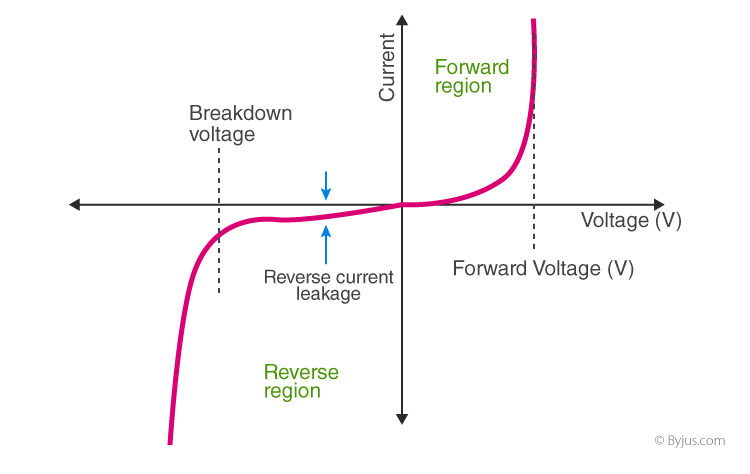 Current
Forward
region
Breakdown
voltage
Voltage (V)
Forward Voltage (V)
Reverse current
leakage
Reverse
region
© Byjus.com